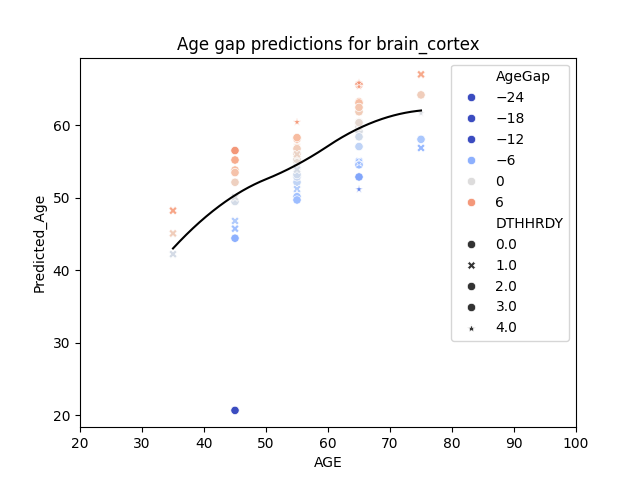 Age gap predictions for brain_cortex
Predicted_Age
60
50
40
30
20
20 30 40 50 60 70 80 90 100
AGE
AgeGap
−24
−18
−12
−6
0
6
DTHHRDY
0.0
1.0
2.0
3.0
4.0